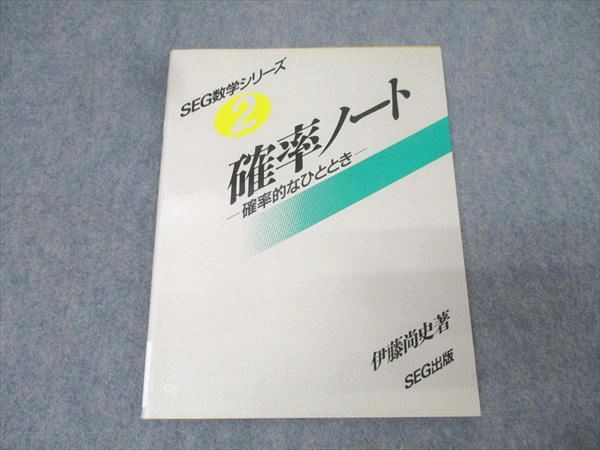 SEG数学シリーズ
2
確率ノート
―確率的なひととき―
伊藤尚史著
SEG出版